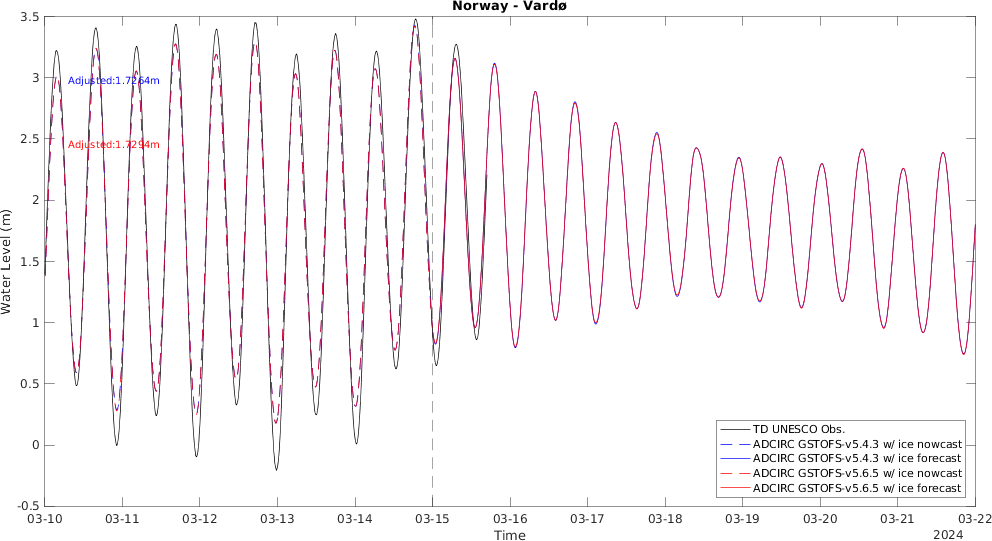 Norway - Vardø
3.5
3
2.5
2
1.5
1
0.5
0
-0.5
Water Level (m)
Adjusted:1.7264m
Adjusted:1.7294m
TD UNESCO Obs.
ADCIRC GSTOFS-v5.4.3 w/ ice nowcast
ADCIRC GSTOFS-v5.4.3 w/ ice forecast
ADCIRC GSTOFS-v5.6.5 w/ ice nowcast
ADCIRC GSTOFS-v5.6.5 w/ ice forecast
03-10 03-11 03-12 03-13 03-14 03-15 03-16 03-17 03-18 03-19 03-20 03-21 03-22
Time
2024